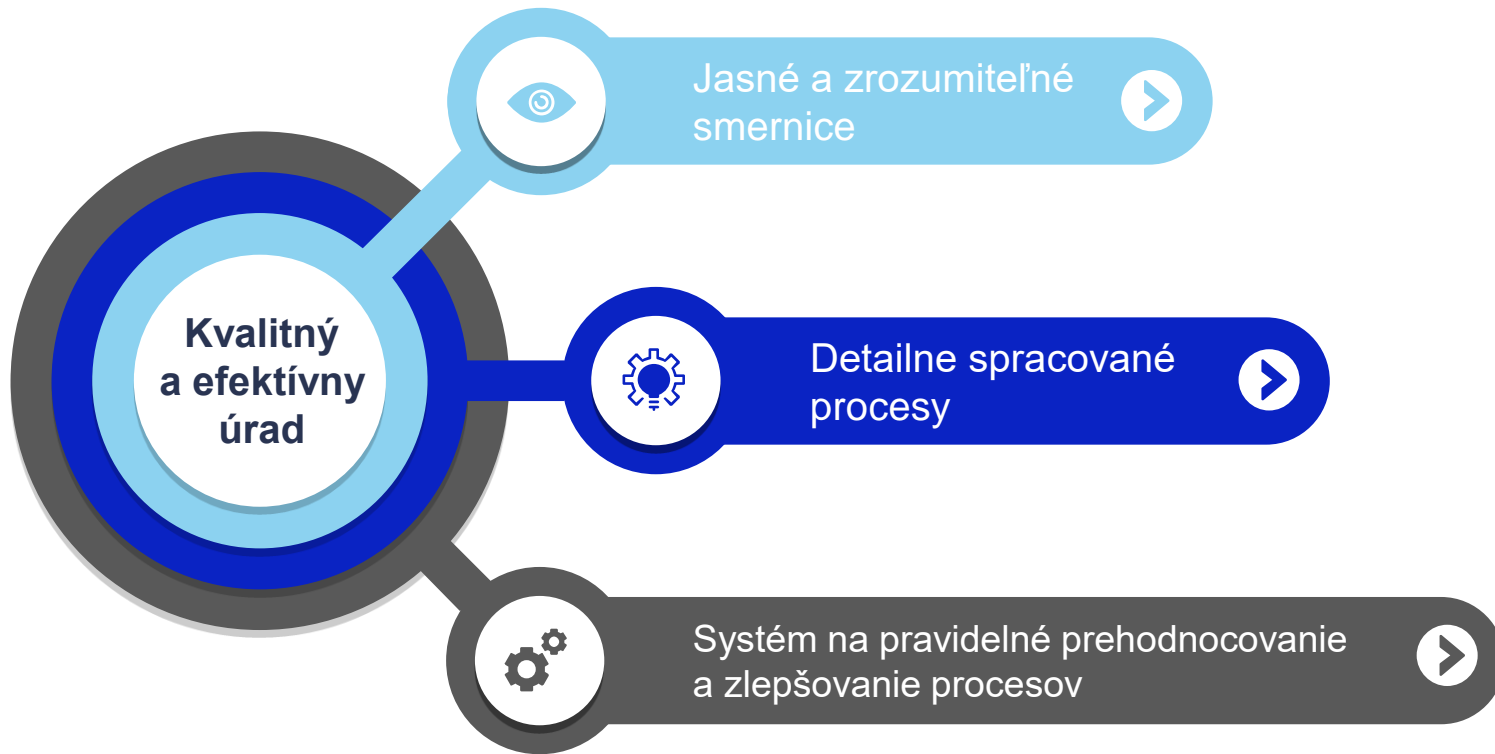 Jasné a zrozumiteľné
smernice
Kvalitný
a efektívny
úrad
Detailne spracované
procesy
Systém na pravidelné prehodnocovanie
a zlepšovanie procesov